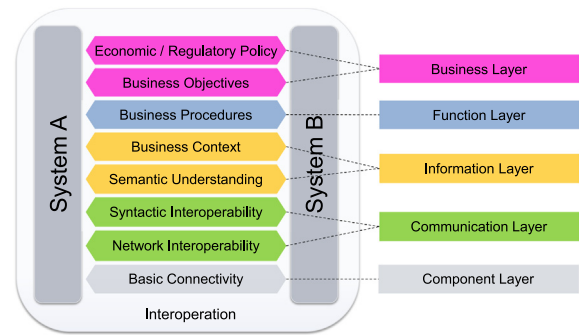 System A
Economic / Regulatory Policy
Business Objectives
Business Procedures
Business Context
Semantic Understanding
Syntactic Interoperability
Network Interoperability
Basic Connectivity
System B
Interoperation
Business Layer
Function Layer
Information Layer
Communication Layer
Component Layer